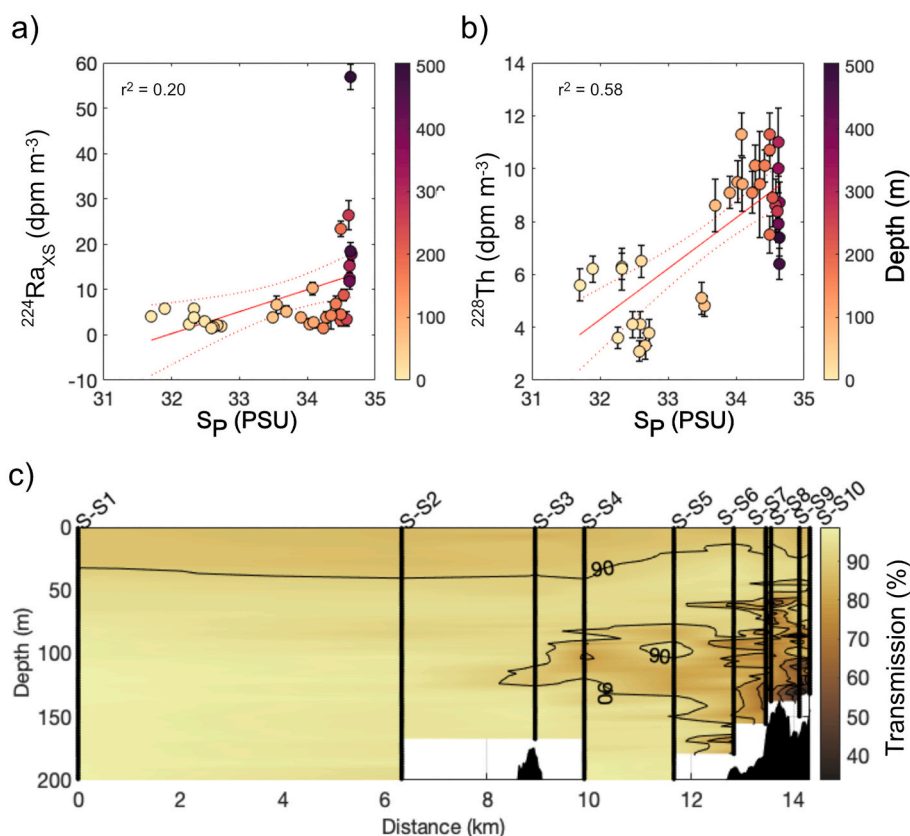 a)
b)
60
50
40
30
20
10
0
-10
r² = 0.20
²²⁴Ra_XS (dpm m⁻³)
31 32 33 34 35
S_P (PSU)
500
400
300
200
100
0
14
12
10
8
6
4
2
r² = 0.58
²²⁸Th (dpm m⁻³)
31 32 33 34 35
S_P (PSU)
500
400
300
200
100
0
Depth (m)
c)
S-S1 S-S2 S-S3 S-S4 S-S5 S-S6 S-S7 S-S8 S-S9 S-S10
0
50
100
150
200
Depth (m)
90
90
90
0 2 4 6 8 10 12 14
Distance (km)
90
80
70
60
50
40
Transmission (%)